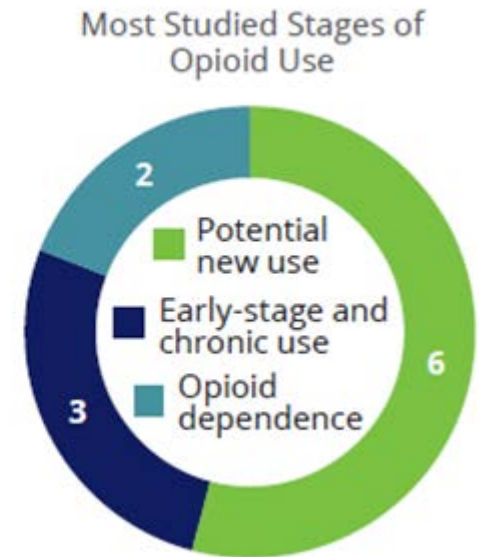 Most Studied Stages of
Opioid Use
2
Potential
new use
Early-stage and
chronic use
6
Opioid
dependence
3